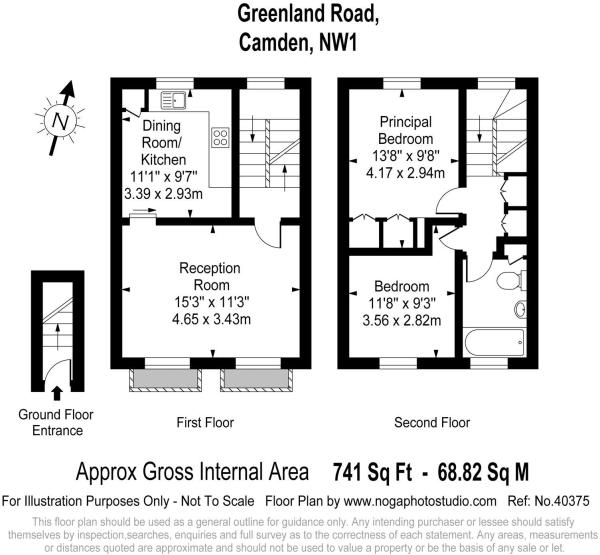 Greenland Road,
Camden, NW1
N
Dining
Room/
Kitchen
11'1" x 9'7"
3.39 x 2.93m
Principal
Bedroom
13'8" x 9'8"
4.17 x 2.94m
Reception
Room
15'3" x 11'3"
4.65 x 3.43m
Bedroom
11'8" x 9'3"
3.56 x 2.82m
Ground Floor
Entrance
First Floor
Second Floor
Approx Gross Internal Area 741 Sq Ft - 68.82 Sq M
For Illustration Purposes Only - Not To Scale Floor Plan by www.nogaphotostudio.com Ref: No.40375
This floor plan should be used as a general outline for guidance only. Any intending purchaser or lessee should satisfy
themselves by inspection,searches, enquiries and full survey as to the correctness of each statement. Any areas, measurements
or distances quoted are approximate and should not be used to value a property or be the basis of any sale or let.